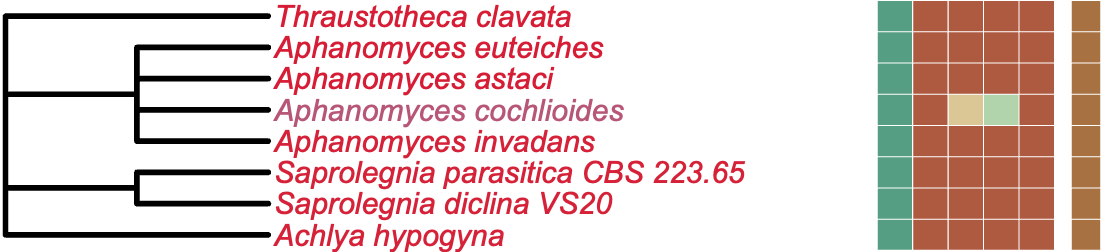 Thraustotheca clavata
Aphanomyces euteiches
Aphanomyces astaci
Aphanomyces cochlioides
Aphanomyces invadans
Saprolegnia parasitica CBS 223.65
Saprolegnia diclina VS20
Achlya hypogyna